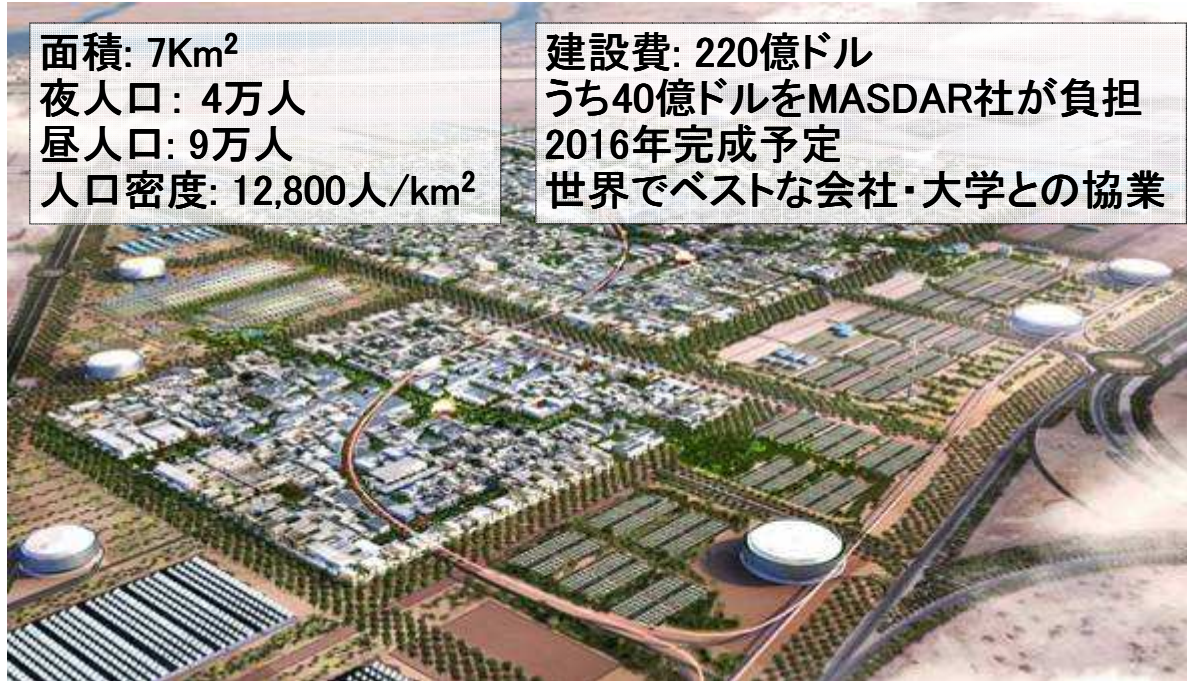 面積: 7Km²
夜人口: 4万人
昼人口: 9万人
人口密度: 12,800人/km²
建設費: 220億ドル
うち40億ドルをMASDAR社が負担
2016年完成予定
世界でベストな会社・大学との協業